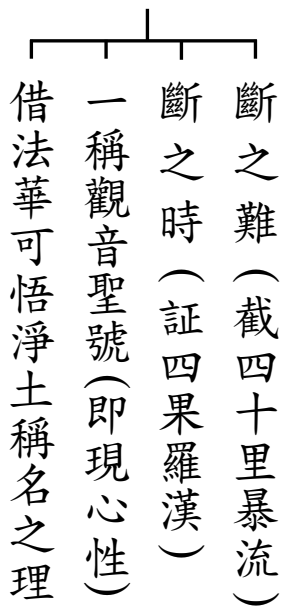 斷之難（截四十里暴流）
斷之時（証四果羅漢）
一稱觀音聖號（即現心性）
借法華可悟淨土稱名之理